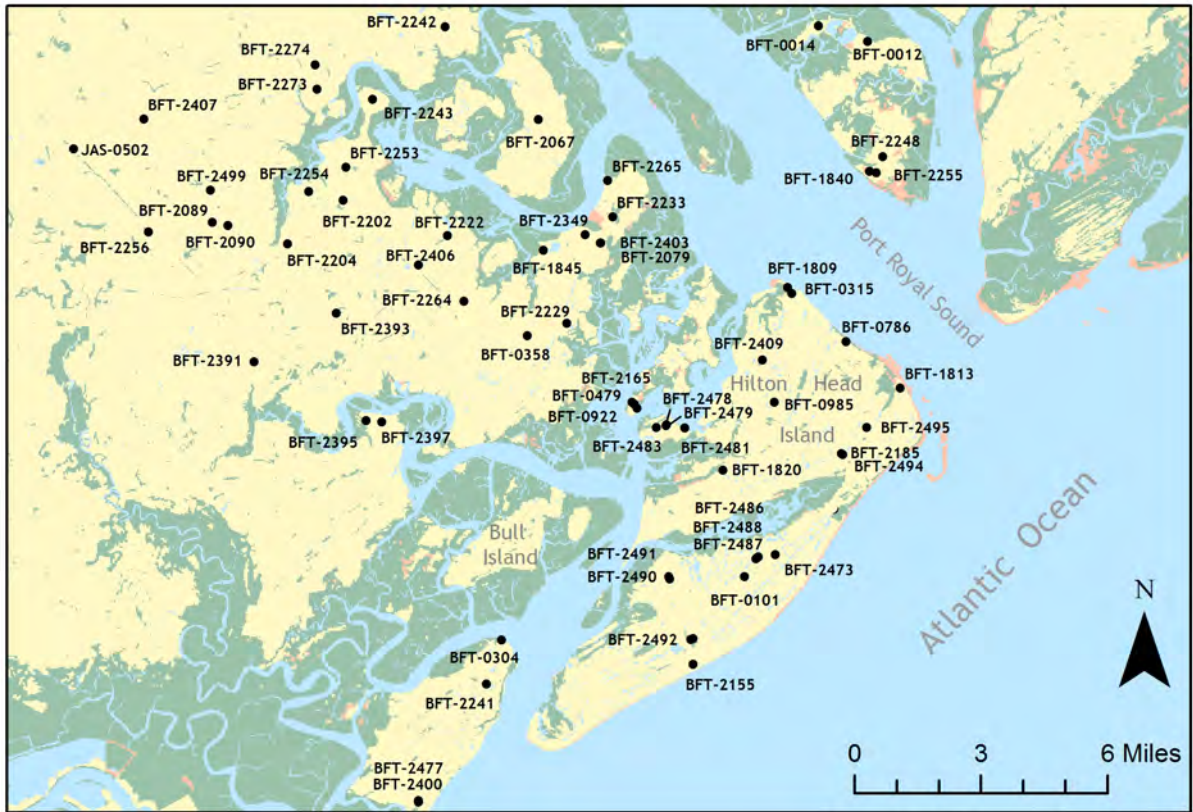 BFT-2242
BFT-0014
BFT-0012
BFT-2274
BFT-2273
BFT-2407
BFT-2243
BFT-2067
JAS-0502
BFT-2253
BFT-2248
BFT-2265
BFT-2254
BFT-1840
BFT-2255
BFT-2499
BFT-2089
BFT-2202
BFT-2222
BFT-2349
BFT-2233
BFT-2256
BFT-2090
BFT-2204
BFT-2406
BFT-1845
BFT-2403
BFT-2079
Port Royal Sound
BFT-1809
BFT-0315
BFT-2264
BFT-2229
BFT-2393
BFT-0786
BFT-2391
BFT-0358
BFT-2409
BFT-1813
BFT-2165
Hilton Head
Island
BFT-0479
BFT-2478
BFT-0985
BFT-0922
BFT-2479
BFT-2495
BFT-2395
BFT-2397
BFT-2483
BFT-2481
BFT-2185
BFT-2494
BFT-1820
BFT-2486
BFT-2488
BFT-2487
Bull
Island
BFT-2491
BFT-2490
BFT-2473
BFT-0101
Atlantic Ocean
N
BFT-2492
BFT-0304
BFT-2155
BFT-2241
0 3 6 Miles
BFT-2477
BFT-2400